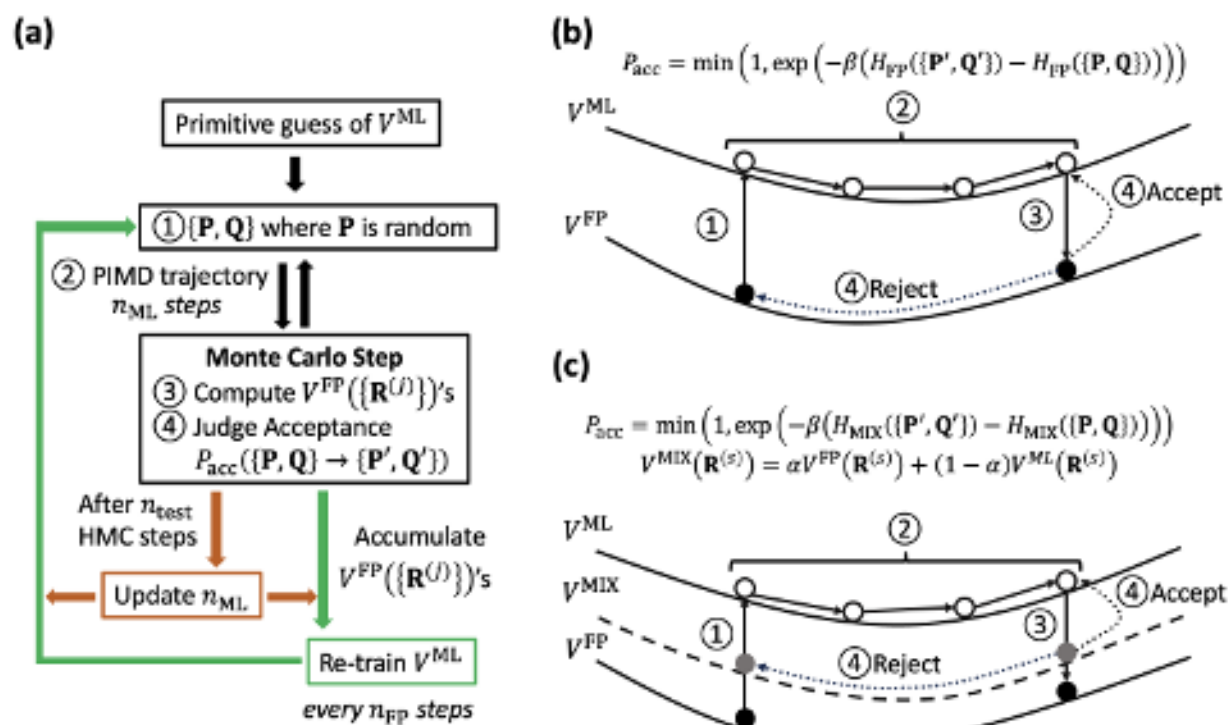 (a)
Primitive guess of V^ML
①{P, Q} where P is random
② PIMD trajectory
n_ML steps
Monte Carlo Step
③ Compute V^FP({R^(j)})'s
④ Judge Acceptance
P_acc({P, Q} → {P′, Q′})
After n_test
HMC steps
Accumulate
V^FP({R^(j)})'s
Update n_ML
Re-train V^ML
every n_FP steps
(b)
P_acc = min(1, exp(−β(H_FP({P′, Q′}) − H_FP({P, Q}))))
V^ML
②
V^FP
①
③
④Accept
④Reject
(c)
P_acc = min(1, exp(−β(H_MIX({P′, Q′}) − H_MIX({P, Q}))))
V^MIX(R^(s)) = αV^FP(R^(s)) + (1 − α)V^ML(R^(s))
V^ML
②
V^MIX
④Accept
V^FP
①
③
④Reject